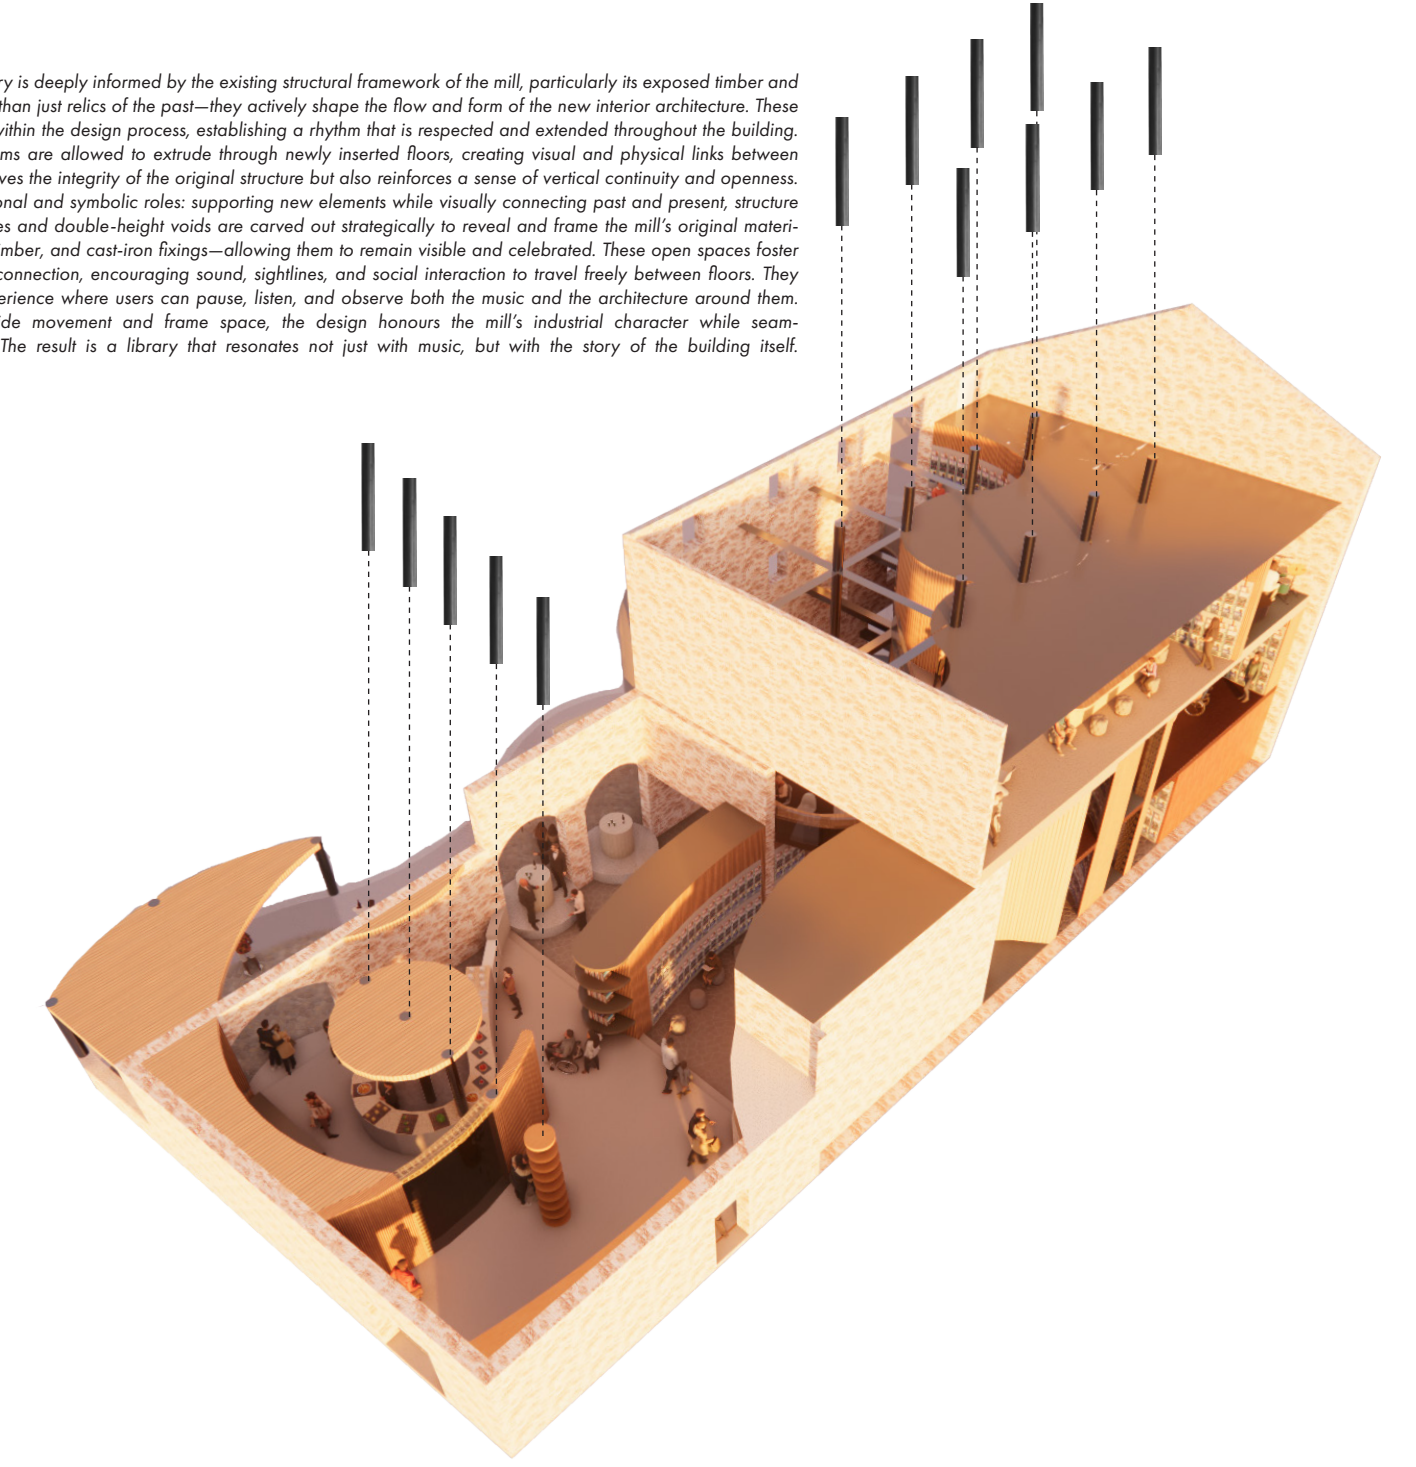 ry is deeply informed by the existing structural framework of the mill, particularly its exposed timber and
than just relics of the past—they actively shape the flow and form of the new interior architecture. These
within the design process, establishing a rhythm that is respected and extended throughout the building.
ms are allowed to extrude through newly inserted floors, creating visual and physical links between
ves the integrity of the original structure but also reinforces a sense of vertical continuity and openness.
onal and symbolic roles: supporting new elements while visually connecting past and present, structure
es and double-height voids are carved out strategically to reveal and frame the mill’s original materi-
mber, and cast-iron fixings—allowing them to remain visible and celebrated. These open spaces foster
connection, encouraging sound, sightlines, and social interaction to travel freely between floors. They
perience where users can pause, listen, and observe both the music and the architecture around them.
ide movement and frame space, the design honours the mill’s industrial character while seam-
The result is a library that resonates not just with music, but with the story of the building itself.